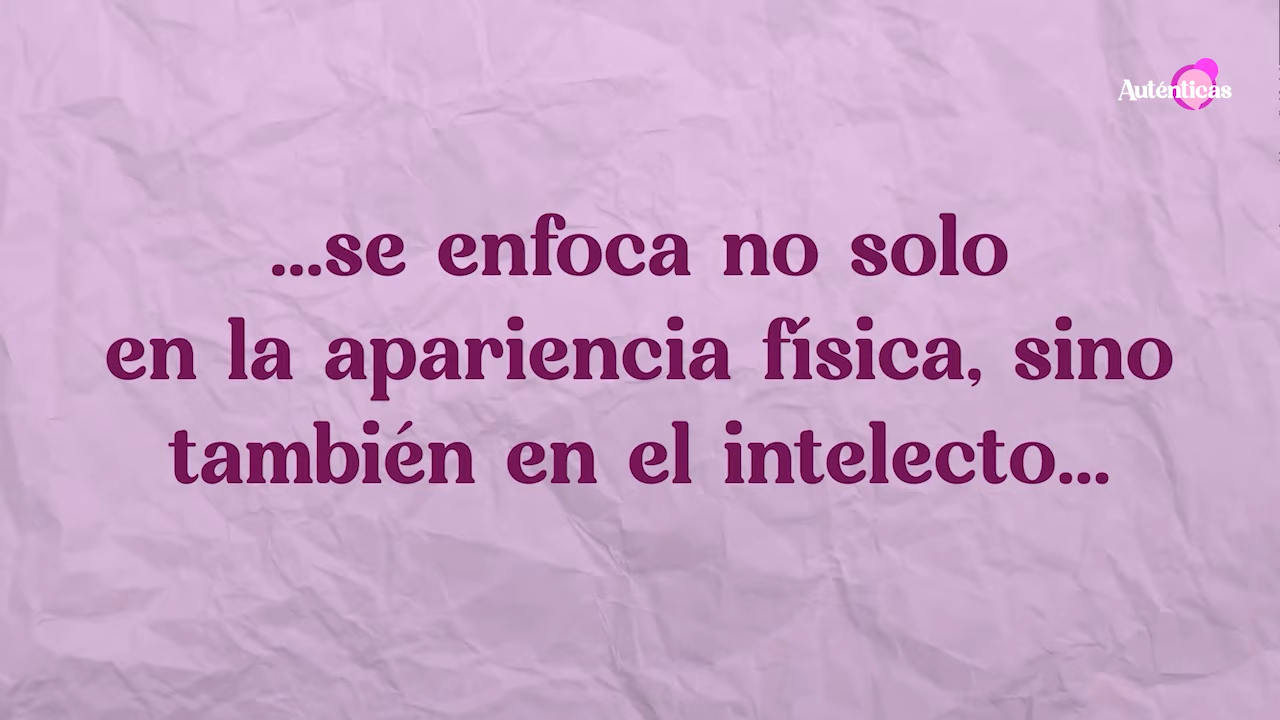 Auténticas
...se enfoca no solo
en la apariencia física, sino
también en el intelecto...